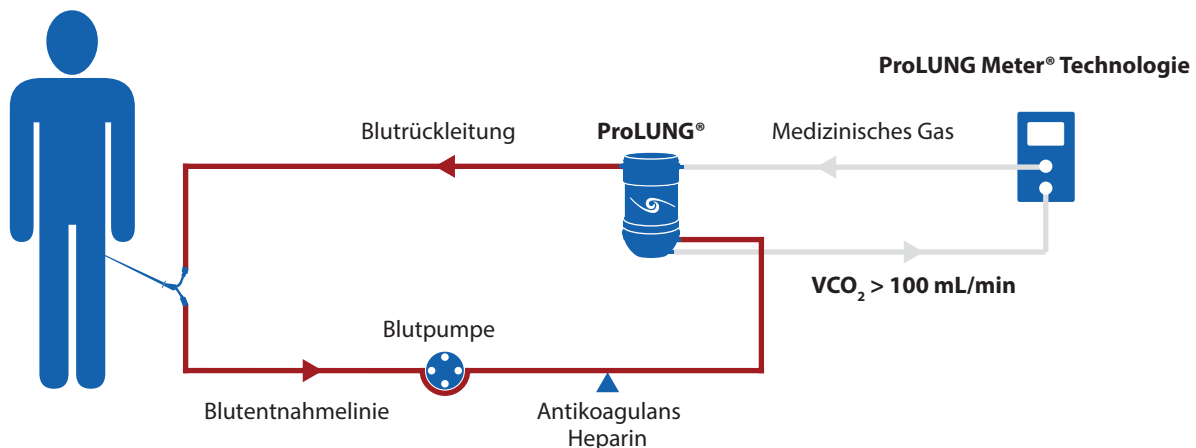 ProLUNG Meter® Technologie
Blutrückleitung
ProLUNG®
Medizinisches Gas
VCO₂ > 100 mL/min
Blutpumpe
Blutentnahmelinie
Antikoagulans
Heparin